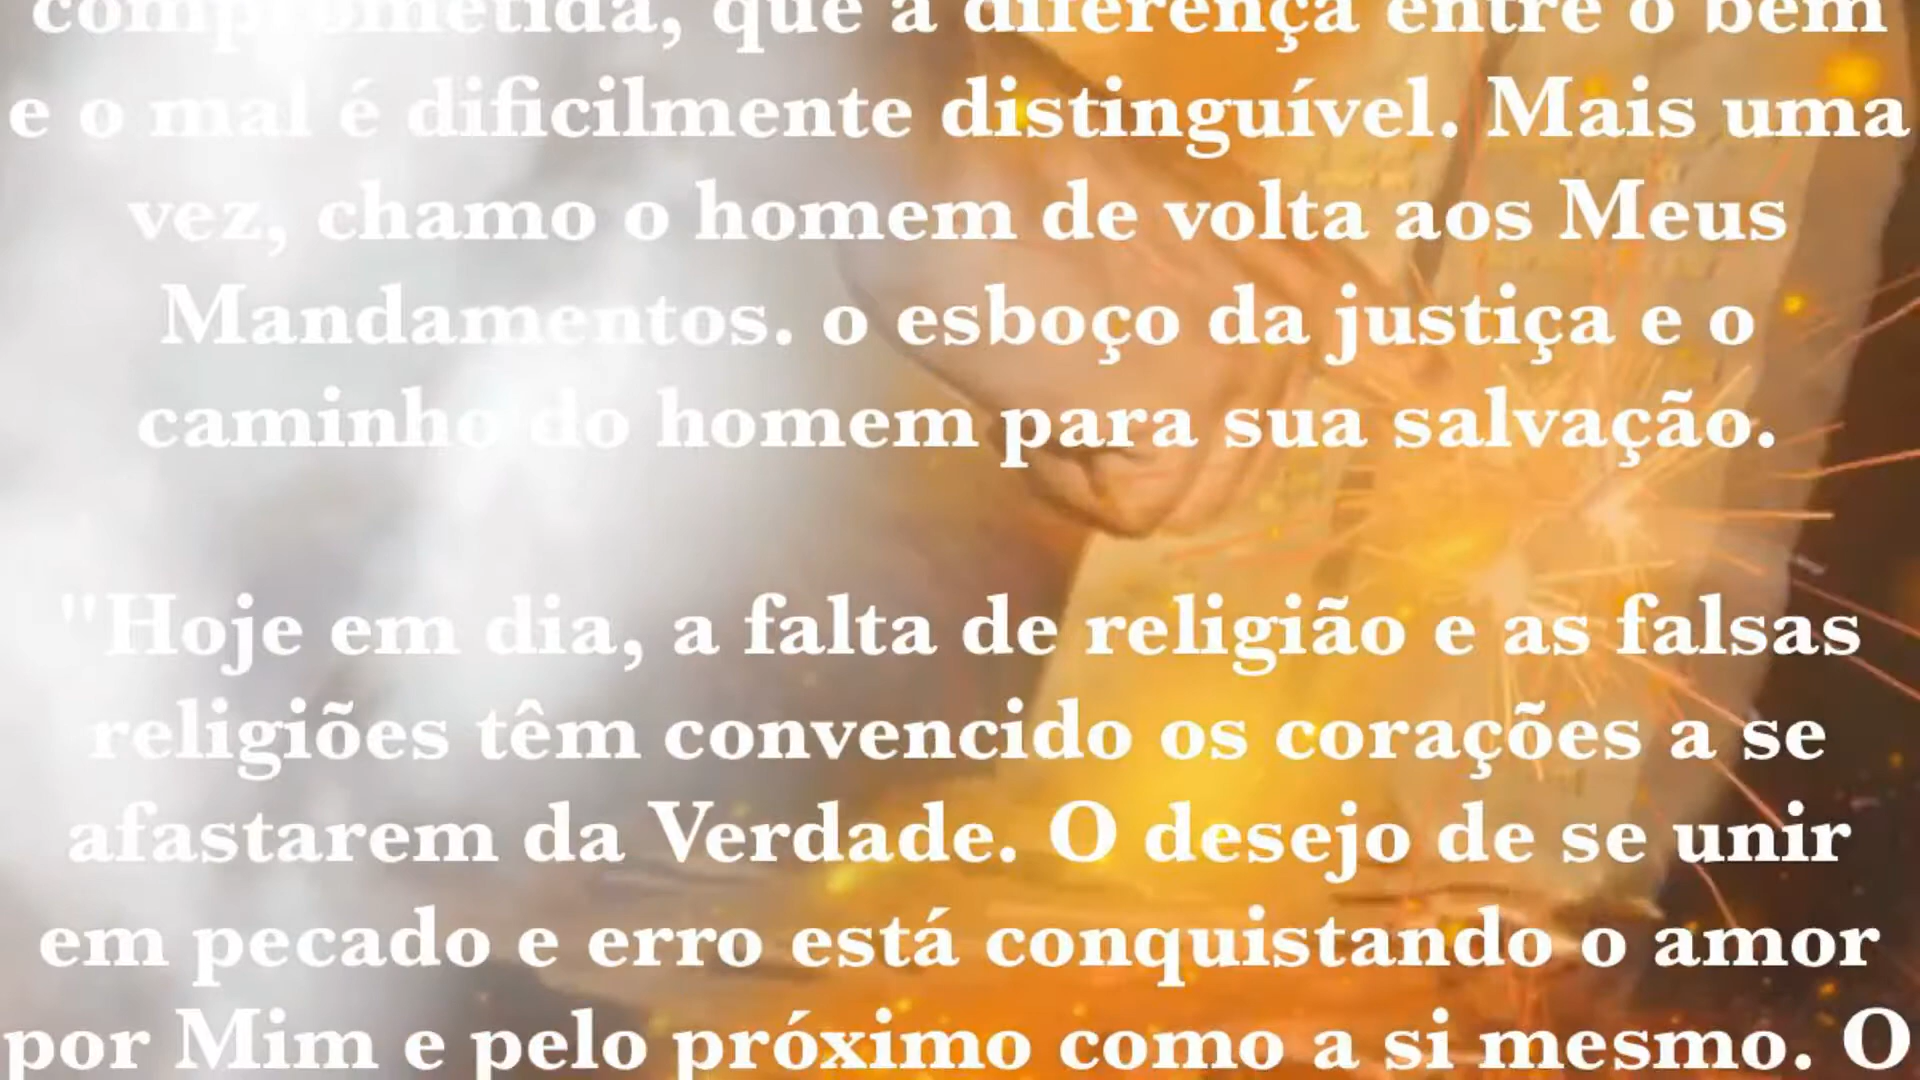 comprometida, que a diferença entre o bem
e o mal é dificilmente distinguível. Mais uma
vez, chamo o homem de volta aos Meus
Mandamentos. o esboço da justiça e o
caminho do homem para sua salvação.
"Hoje em dia, a falta de religião e as falsas
religiões têm convencido os corações a se
afastarem da Verdade. O desejo de se unir
em pecado e erro está conquistando o amor
por Mim e pelo próximo como a si mesmo. O